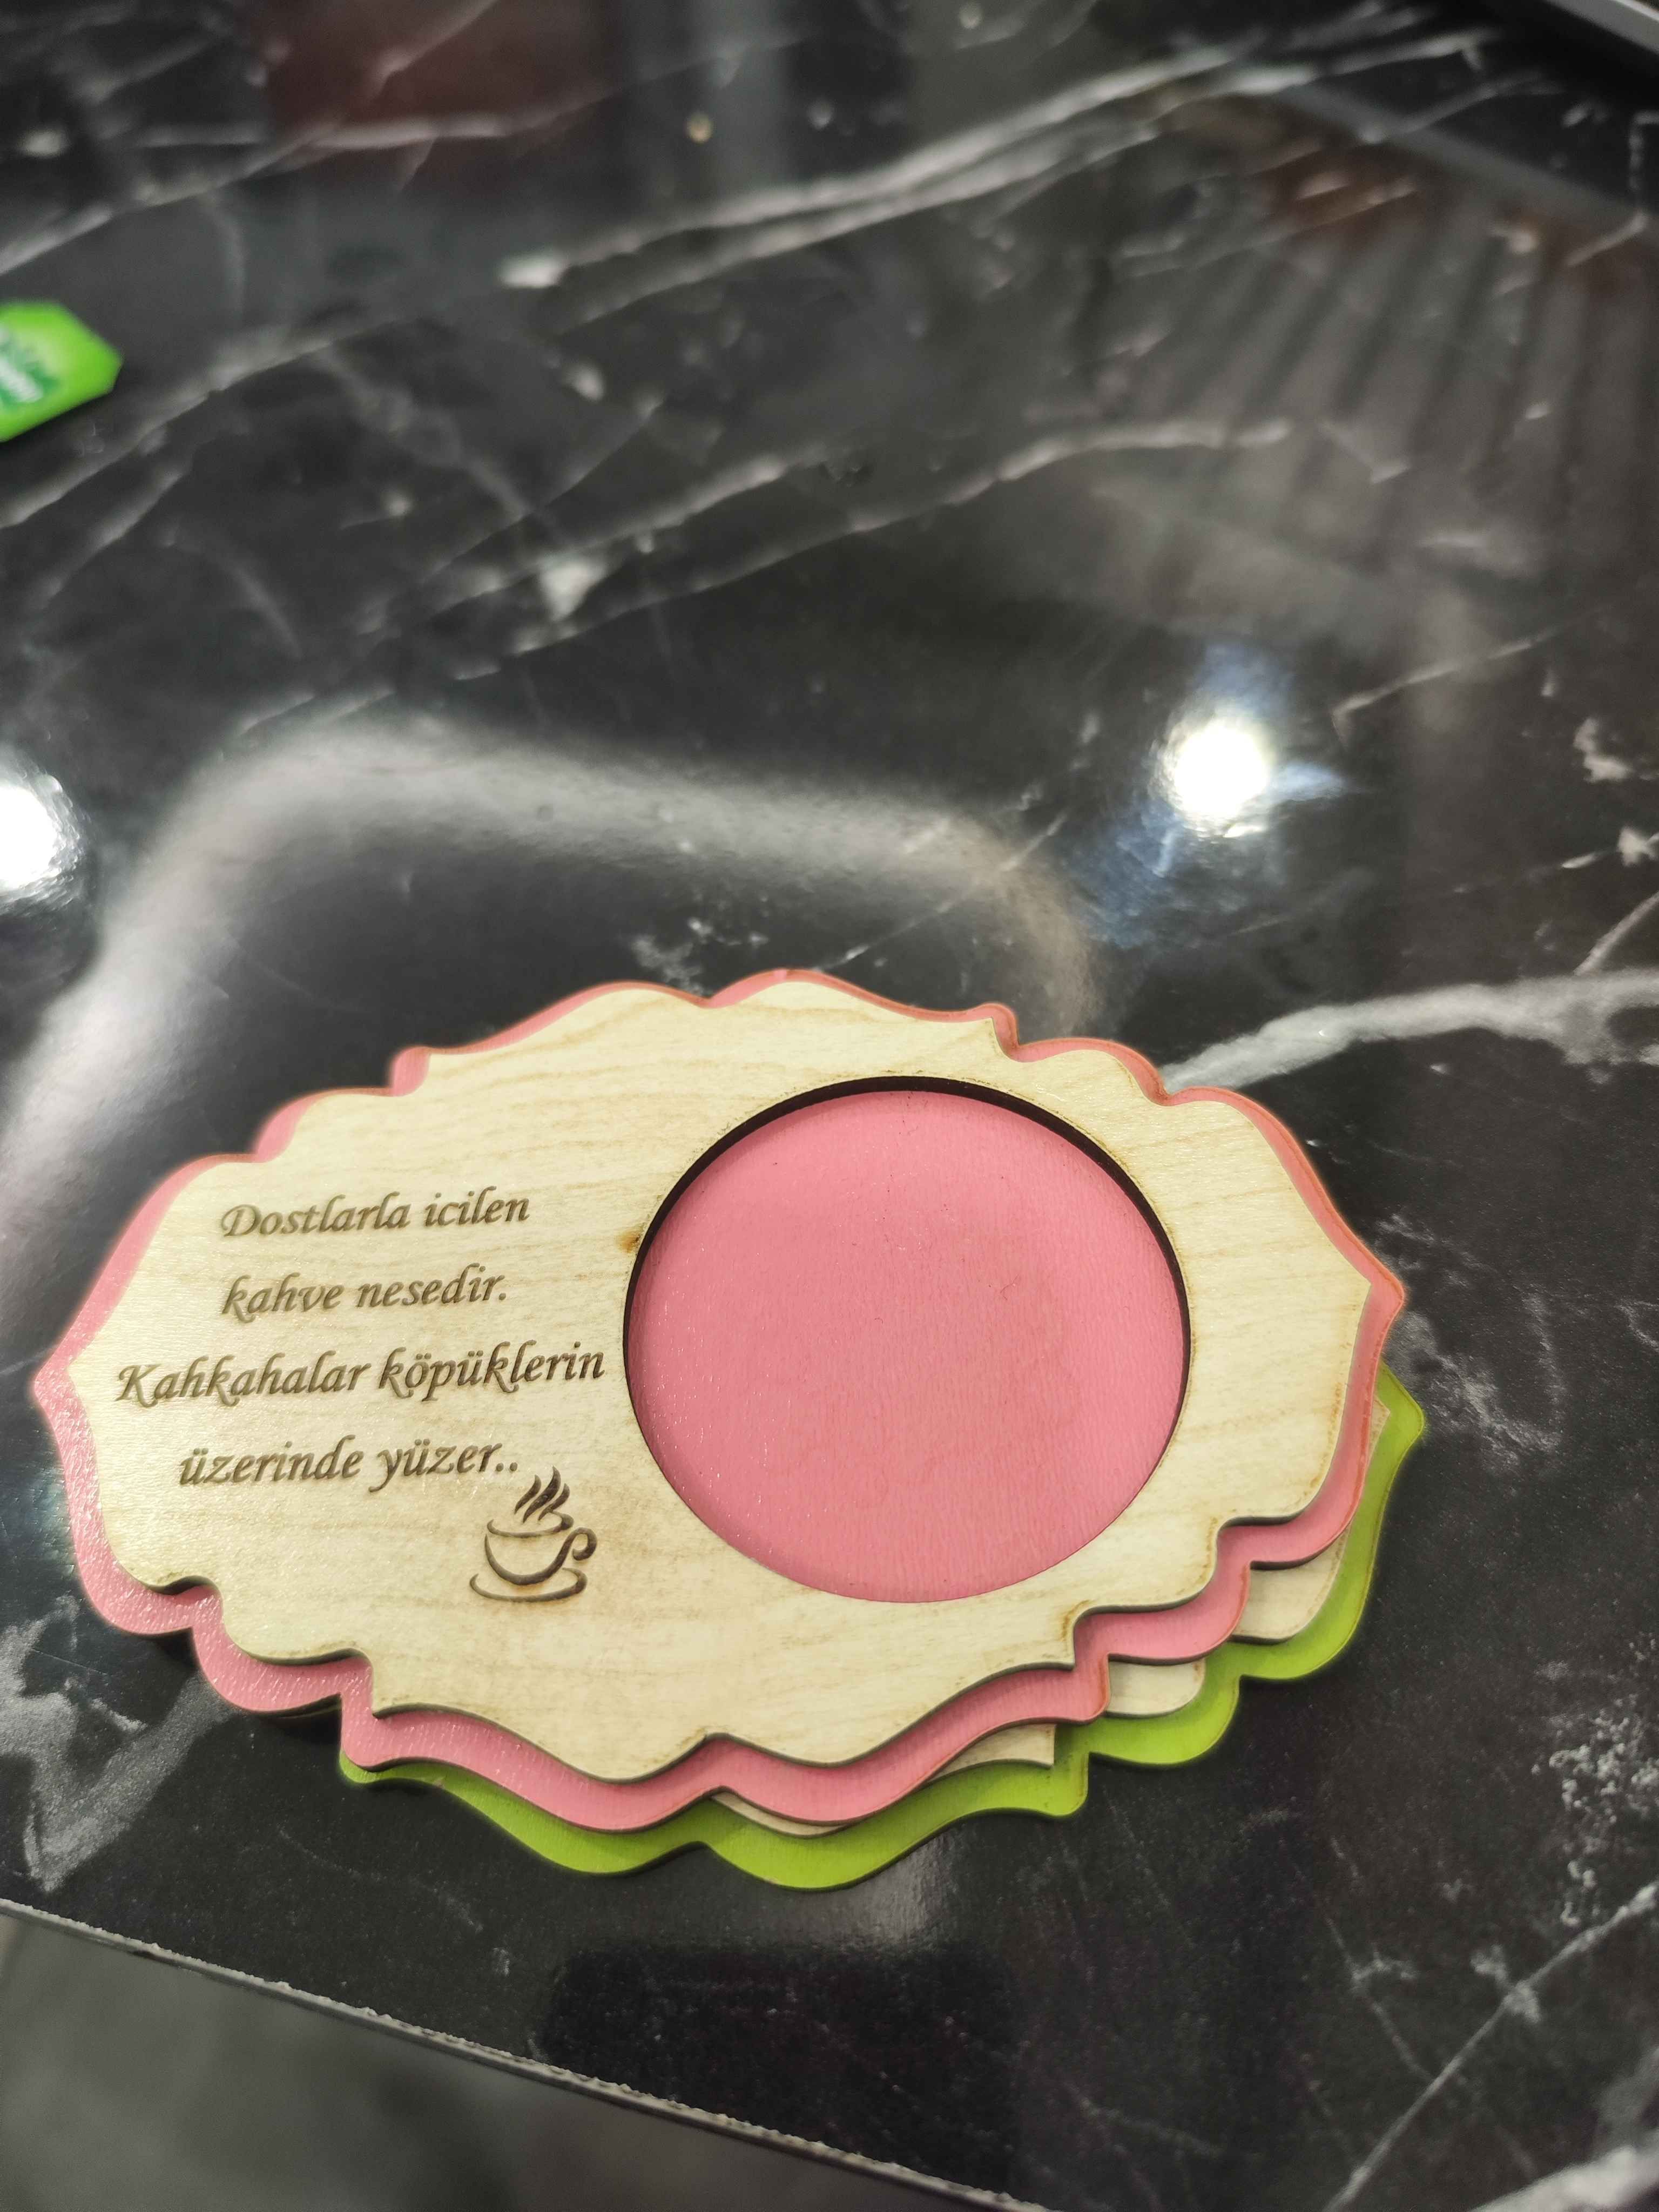 Dostlarla icilen
kahve nesedir.
Kahkahalar köpüklerin
üzerinde yüzer..